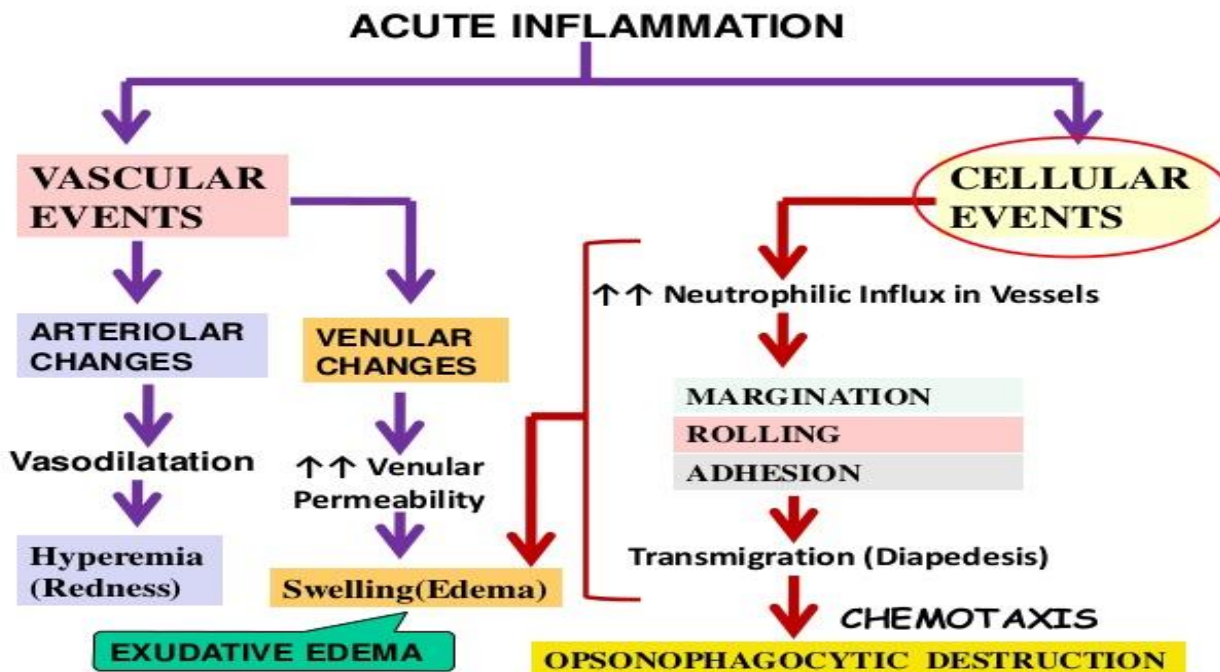 ACUTE INFLAMMATION
VASCULAR
EVENTS
CELLULAR
EVENTS
ARTERIOLAR
CHANGES
VENULAR
CHANGES
↑↑ Neutrophilic Influx in Vessels
MARGINATION
ROLLING
ADHESION
Vasodilatation
↑↑ Venular
Permeability
Hyperemia
(Redness)
Swelling(Edema)
EXUDATIVE EDEMA
Transmigration (Diapedesis)
CHEMOTAXIS
OPSONOPHAGOCYTIC DESTRUCTION